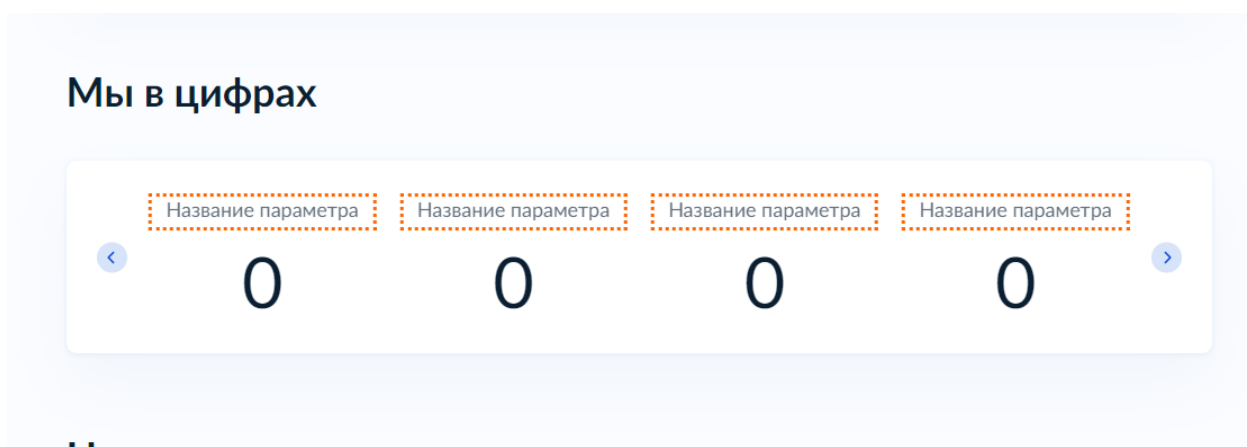 Мы в цифрах
Название параметра Название параметра Название параметра Название параметра
0 0 0 0